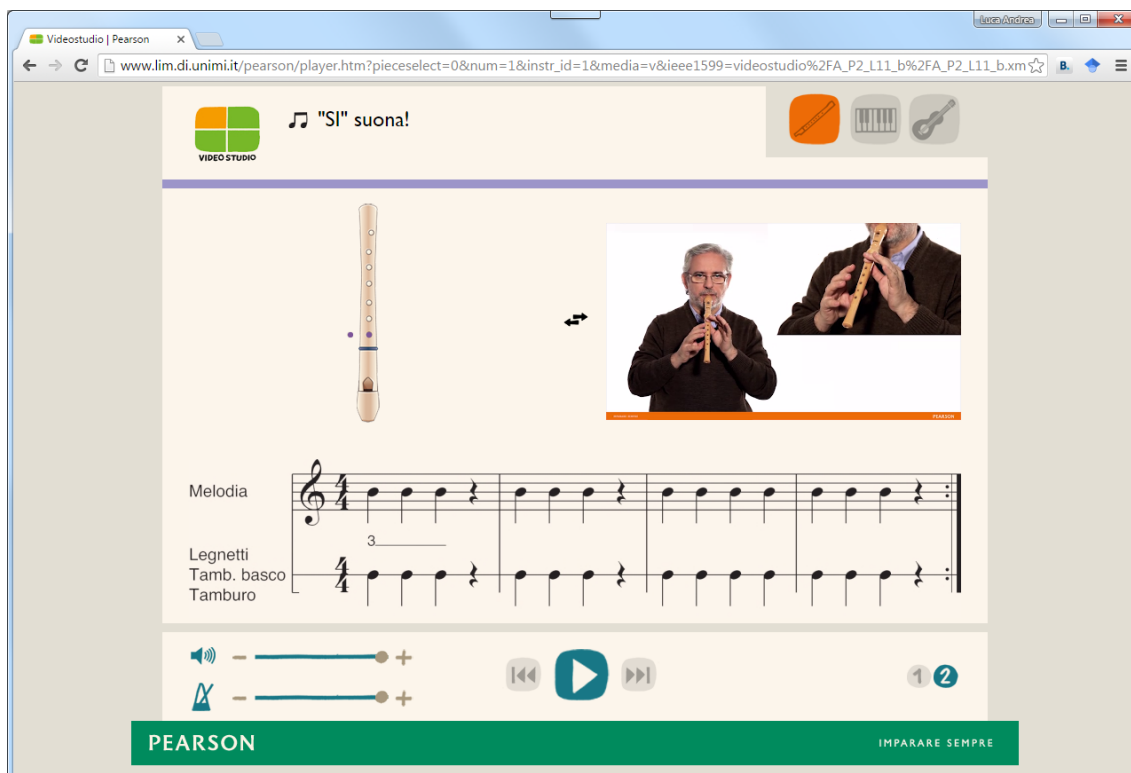 Luca Andrea
Videostudio | Pearson
www.lim.di.unimi.it/pearson/player.htm?pieceselect=0&num=1&instr_id=1&media=v&ieee1599=videostudio%2FA_P2_L11_b%2FA_P2_L11_b.xm
B.
VIDEO STUDIO
"SI" suona!
PEARSON
Melodia
4
4
3
Legnetti
Tamb. basco
Tamburo
4
4
1 2
PEARSON
IMPARARE SEMPRE